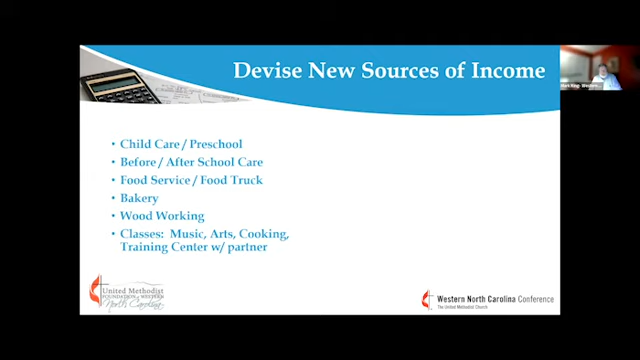 Devise New Sources of Income
• Child Care / Preschool
• Before / After School Care
• Food Service / Food Truck
• Bakery
• Wood Working
• Classes: Music, Arts, Cooking,
Training Center w/ partner
United Methodist
FOUNDATION of WESTERN
North Carolina
Western North Carolina Conference
The United Methodist Church